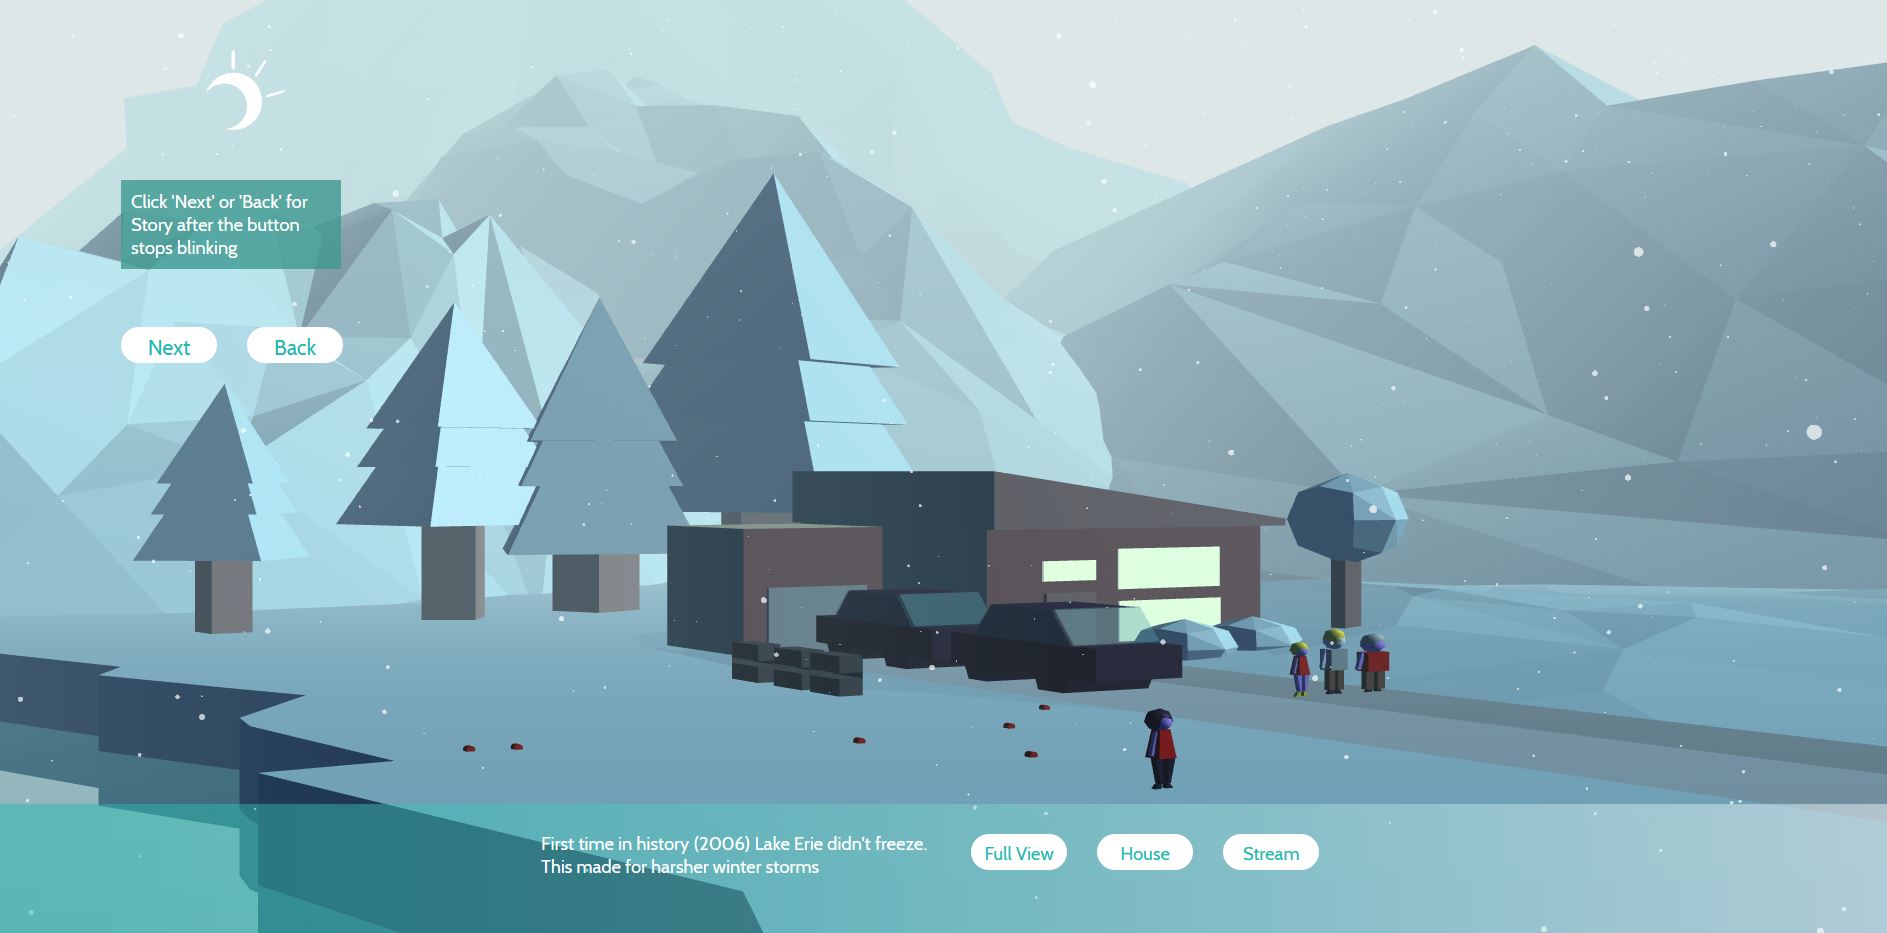 Click 'Next' or 'Back' for
Story after the button
stops blinking
Next
Back
First time in history (2006) Lake Erie didn't freeze.
This made for harsher winter storms
Full View
House
Stream